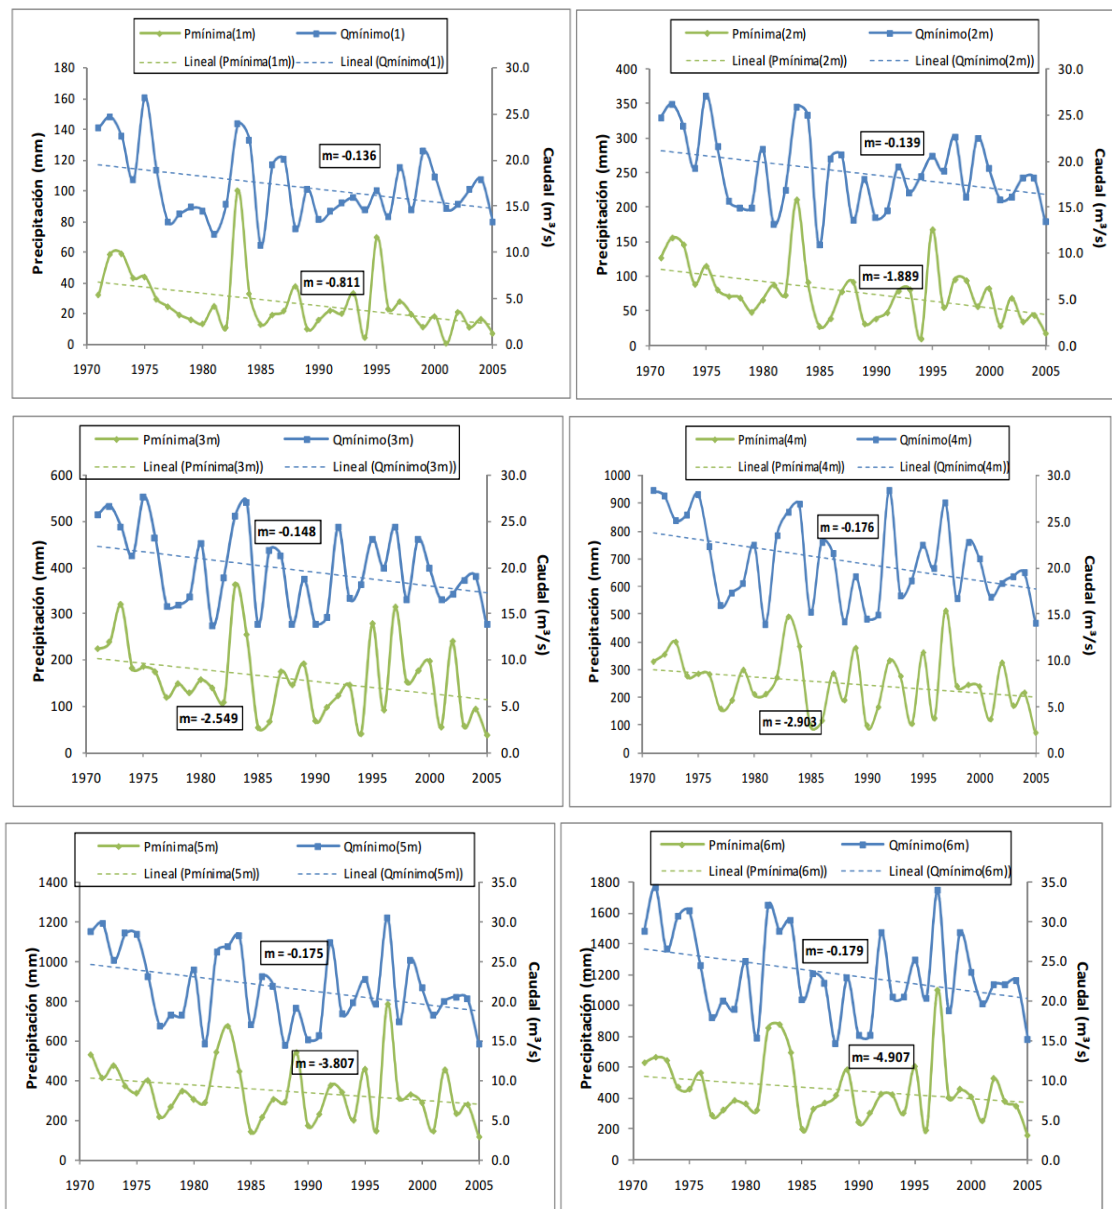 Pmínima(1m) Qmínimo(1)
Lineal (Pmínima(1m)) Lineal (Qmínimo(1))
Precipitación (mm)
180
160
140
120
100
80
60
40
20
0
m= -0.136
m = -0.811
30.0
25.0
20.0
15.0
10.0
5.0
0.0
Caudal (m³/s)
1970 1975 1980 1985 1990 1995 2000 2005
Pmínima(2m) Qmínimo(2m)
Lineal (Pmínima(2m)) Lineal (Qmínimo(2m))
Precipitación (mm)
400
350
300
250
200
150
100
50
0
m= -0.139
m = -1.889
30.0
25.0
20.0
15.0
10.0
5.0
0.0
Caudal (m³/s)
1970 1975 1980 1985 1990 1995 2000 2005
Pmínima(3m) Qmínimo(3m)
Lineal (Pmínima(3m)) Lineal (Qmínimo(3m))
Precipitación (mm)
600
500
400
300
200
100
0
m= -0.148
m= -2.549
30.0
25.0
20.0
15.0
10.0
5.0
0.0
Caudal (m³/s)
1970 1975 1980 1985 1990 1995 2000 2005
Pmínima(4m) Qmínimo(4m)
Lineal (Pmínima(4m)) Lineal (Qmínimo(4m))
Precipitación (mm)
1000
900
800
700
600
500
400
300
200
100
0
m= -0.176
m = -2.903
30.0
25.0
20.0
15.0
10.0
5.0
0.0
Caudal (m³/s)
1970 1975 1980 1985 1990 1995 2000 2005
Pmínima(5m) Qmínimo(5m)
Lineal (Pmínima(5m)) Lineal (Qmínimo(5m))
Precipitación (mm)
1400
1200
1000
800
600
400
200
0
m= -0.175
m = -3.807
35.0
30.0
25.0
20.0
15.0
10.0
5.0
0.0
Caudal (m³/s)
1970 1975 1980 1985 1990 1995 2000 2005
Pmínima(6m) Qmínimo(6m)
Lineal (Pmínima(6m)) Lineal (Qmínimo(6m))
Precipitación (mm)
1800
1600
1400
1200
1000
800
600
400
200
0
m= -0.179
m= -4.907
35.0
30.0
25.0
20.0
15.0
10.0
5.0
0.0
Caudal (m³/s)
1970 1975 1980 1985 1990 1995 2000 2005